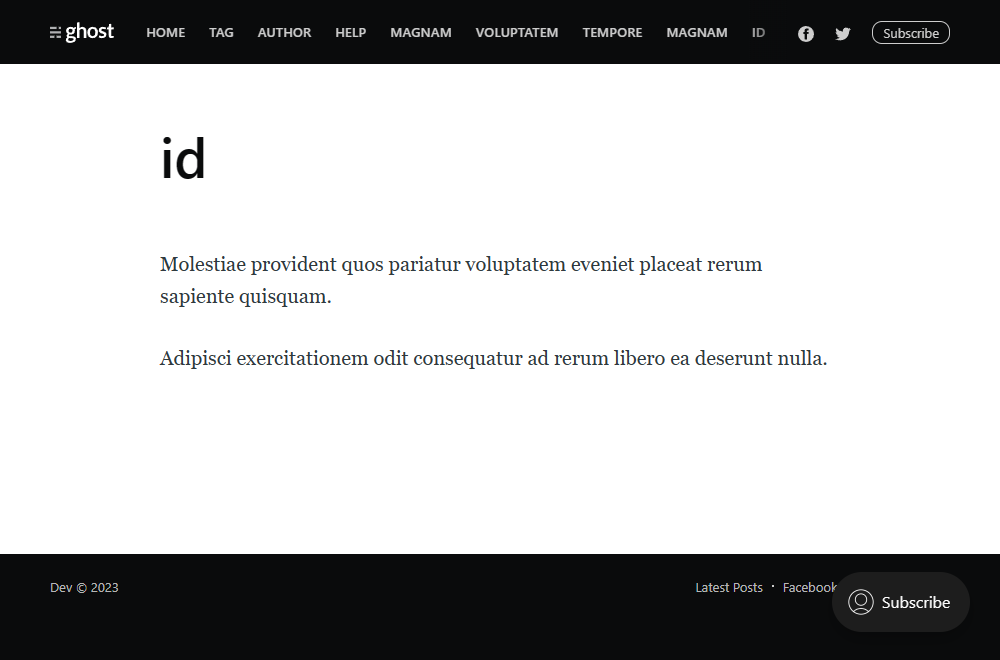 ghost HOME TAG AUTHOR HELP MAGNAM VOLUPTATEM TEMPORE MAGNAM ID Subscribe
id
Molestiae provident quos pariatur voluptatem eveniet placeat rerum
sapiente quisquam.
Adipisci exercitationem odit consequatur ad rerum libero ea deserunt nulla.
Dev © 2023 Latest Posts · Facebook
Subscribe